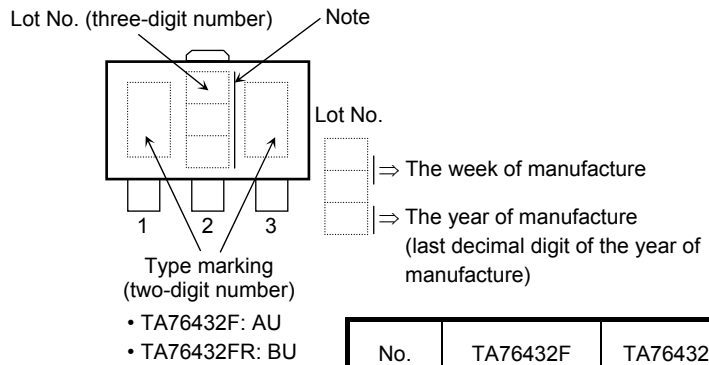 Lot No. (three-digit number)
Note
Lot No.
⇒ The week of manufacture
⇒ The year of manufacture
(last decimal digit of the year of
manufacture)
1 2 3
Type marking
(two-digit number)
• TA76432F: AU
• TA76432FR: BU
No. TA76432F TA76432